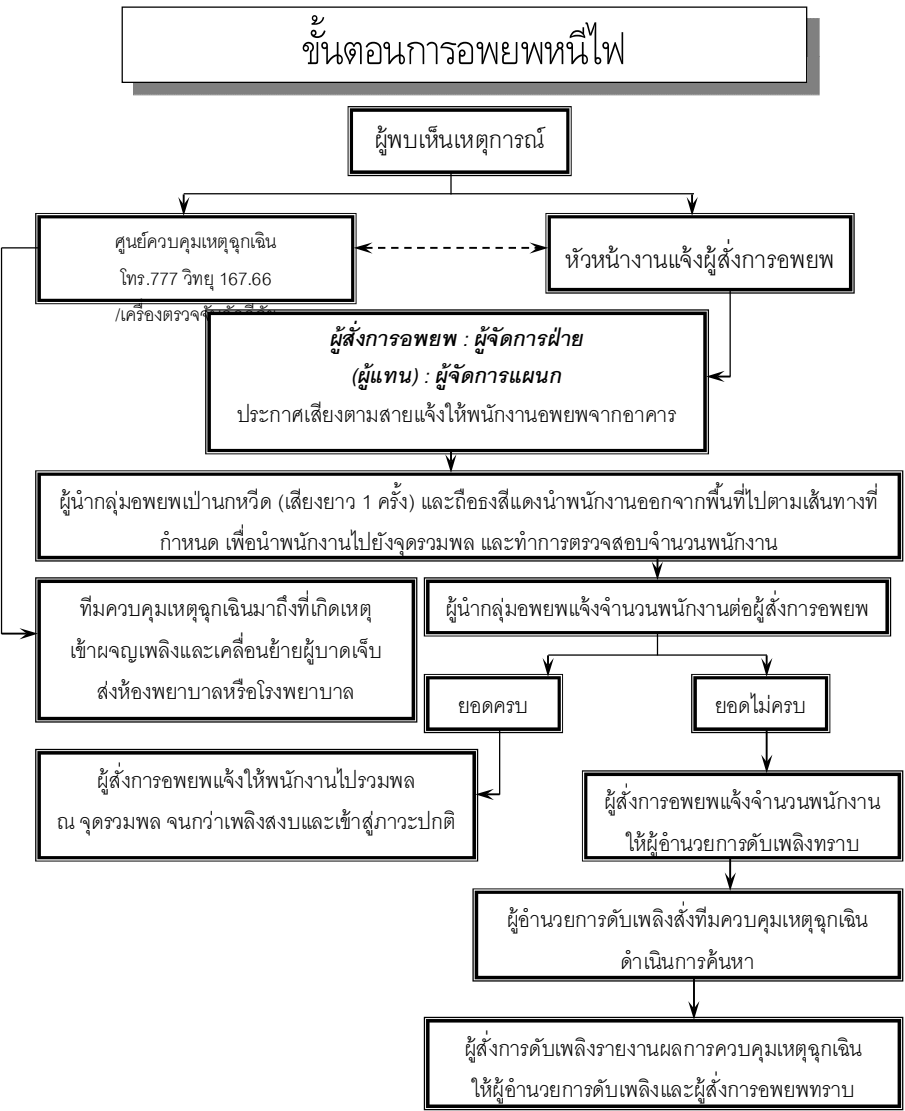 ขั้นตอนการอพยพหนีไฟ
ผู้พบเห็นเหตุการณ์
ศูนย์ควบคุมเหตุฉุกเฉิน
โทร.777 วิทยุ 167.66
หัวหน้างานแจ้งผู้สั่งการอพยพ
ผู้สั่งการอพยพ : ผู้จัดการฝ่าย
(ผู้แทน) : ผู้จัดการแผนก
ประกาศเสียงตามสายแจ้งให้พนักงานอพยพจากอาคาร
ผู้นำกลุ่มอพยพเป่านกหวีด (เสียงยาว 1 ครั้ง) และถือธงสีแดงนำพนักงานออกจากพื้นที่ไปตามเส้นทางที่
กำหนด เพื่อนำพนักงานไปยังจุดรวมพล และทำการตรวจสอบจำนวนพนักงาน
ทีมควบคุมเหตุฉุกเฉินมาถึงที่เกิดเหตุ
เข้าผจญเพลิงและเคลื่อนย้ายผู้บาดเจ็บ
ส่งห้องพยาบาลหรือโรงพยาบาล
ผู้นำกลุ่มอพยพแจ้งจำนวนพนักงานต่อผู้สั่งการอพยพ
ยอดครบ
ยอดไม่ครบ
ผู้สั่งการอพยพแจ้งให้พนักงานไปรวมพล
ณ จุดรวมพล จนกว่าเพลิงสงบและเข้าสู่ภาวะปกติ
ผู้สั่งการอพยพแจ้งจำนวนพนักงาน
ให้ผู้อำนวยการดับเพลิงทราบ
ผู้อำนวยการดับเพลิงสั่งทีมควบคุมเหตุฉุกเฉิน
ดำเนินการค้นหา
ผู้สั่งการดับเพลิงรายงานผลการควบคุมเหตุฉุกเฉิน
ให้ผู้อำนวยการดับเพลิงและผู้สั่งการอพยพทราบ